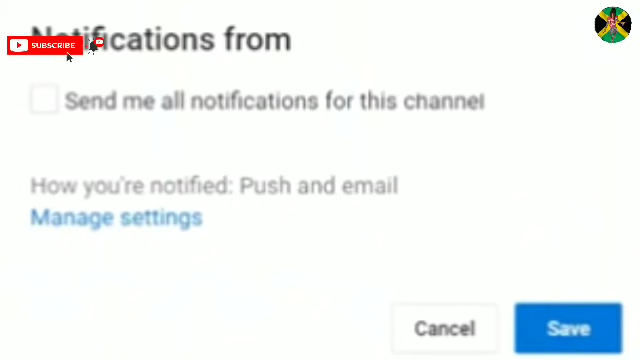 Notifications from
SUBSCRIBE
Send me all notifications for this channel
How you're notified: Push and email
Manage settings
Cancel
Save